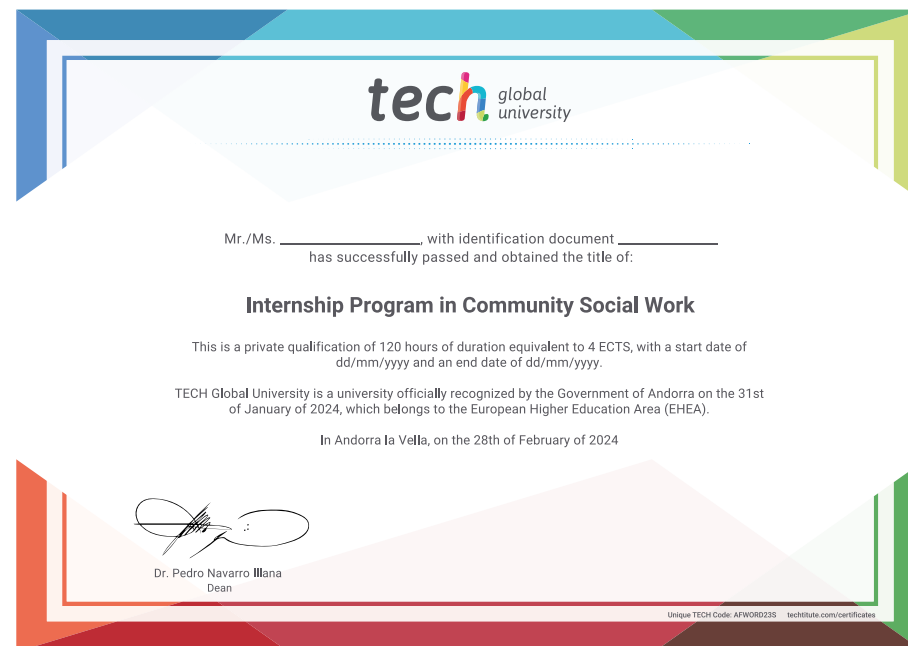 tech global university
Mr./Ms. ____________________, with identification document ______________
has successfully passed and obtained the title of:
Internship Program in Community Social Work
This is a private qualification of 120 hours of duration equivalent to 4 ECTS, with a start date of
dd/mm/yyyy and an end date of dd/mm/yyyy.
TECH Global University is a university officially recognized by the Government of Andorra on the 31st
of January of 2024, which belongs to the European Higher Education Area (EHEA).
In Andorra la Vella, on the 28th of February of 2024
Dr. Pedro Navarro Illana
Dean
Unique TECH Code: AFWORD23S techtitute.com/certificates